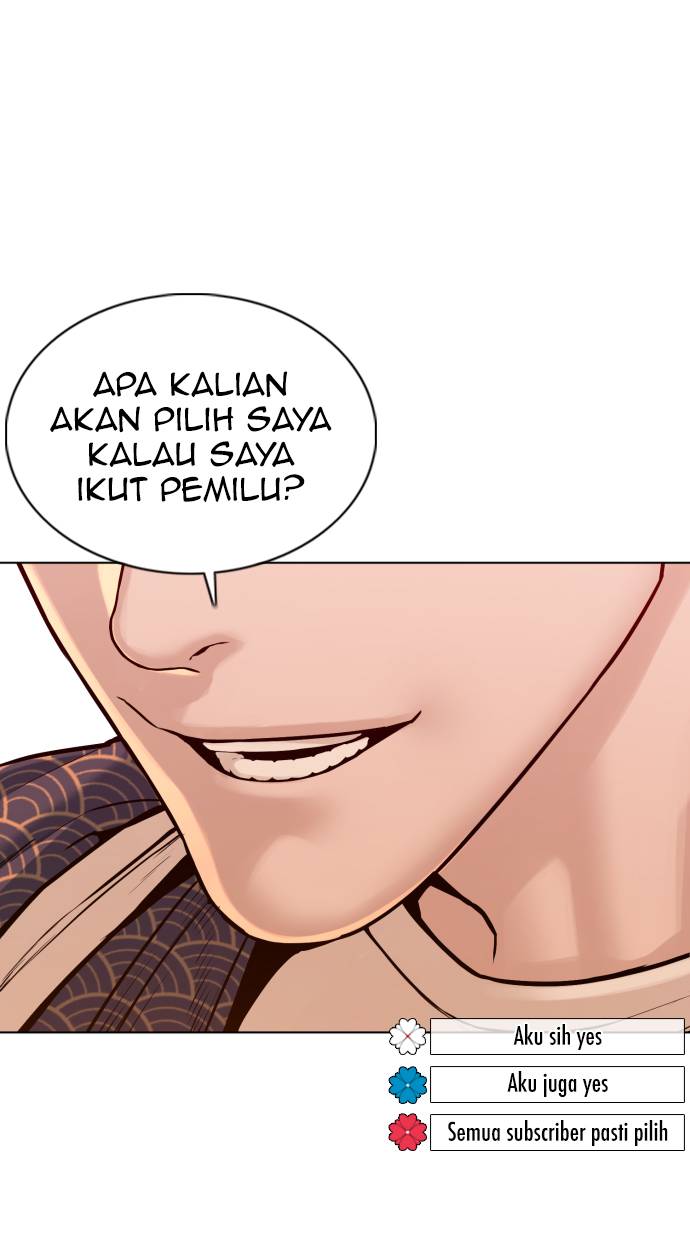 APA KALIAN
AKAN PILIH SAYA
KALAU SAYA
IKUT PEMILU?
Aku sih yes
Aku juga yes
Semua subscriber pasti pilih